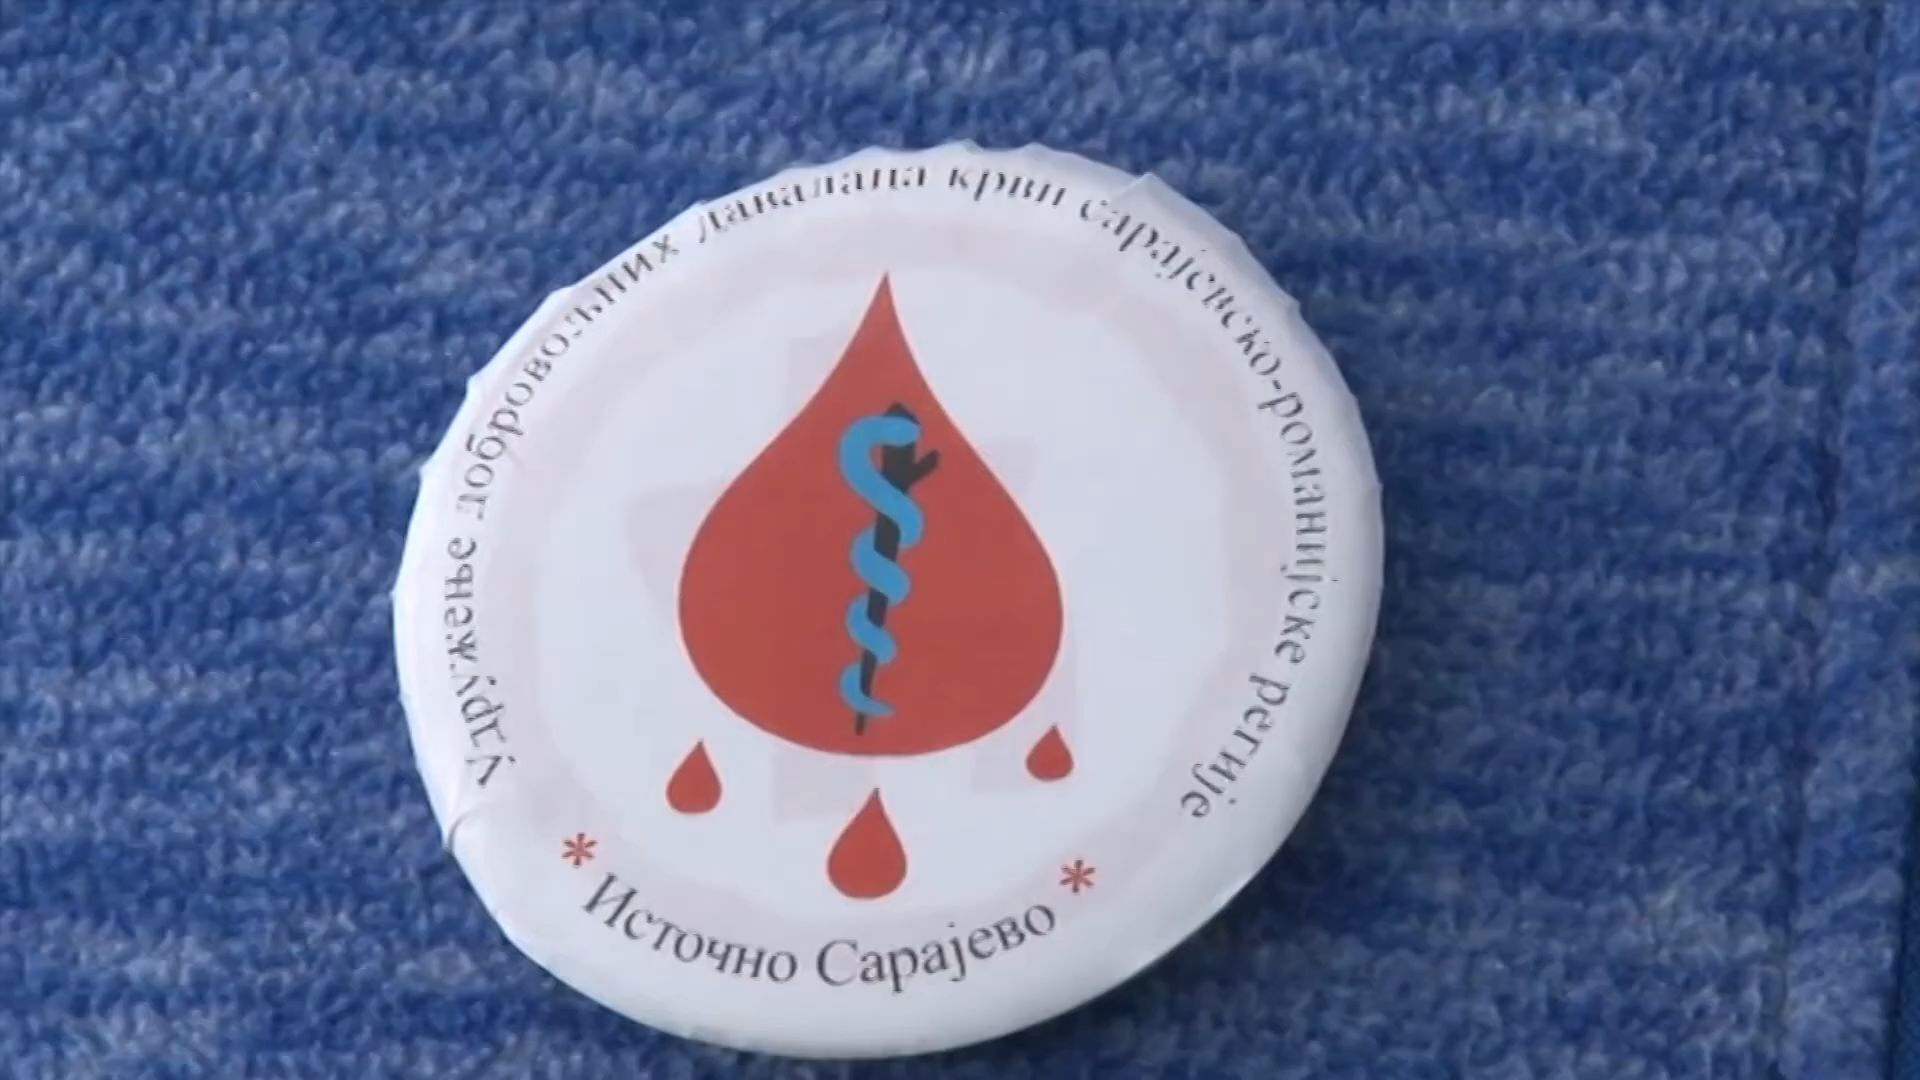 Удружење добровољних давалаца крви сарајевско-романијске регије
* Источно Сарајево *